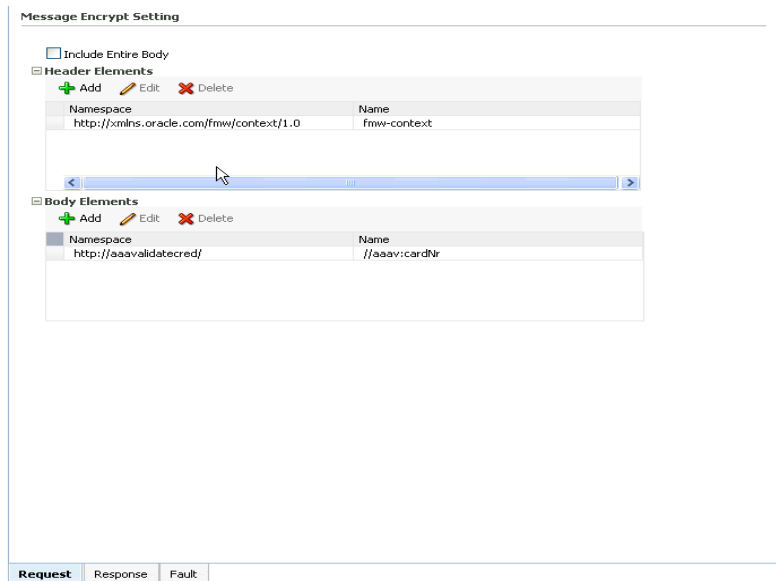 Message Encrypt Setting
Include Entire Body
Header Elements
Add Edit Delete
Namespace Name
http://xmlns.oracle.com/fmw/context/1.0 fmw-context
Body Elements
Add Edit Delete
Namespace Name
http://aaavalidatecred/ //aaav:cardNr
Request Response Fault